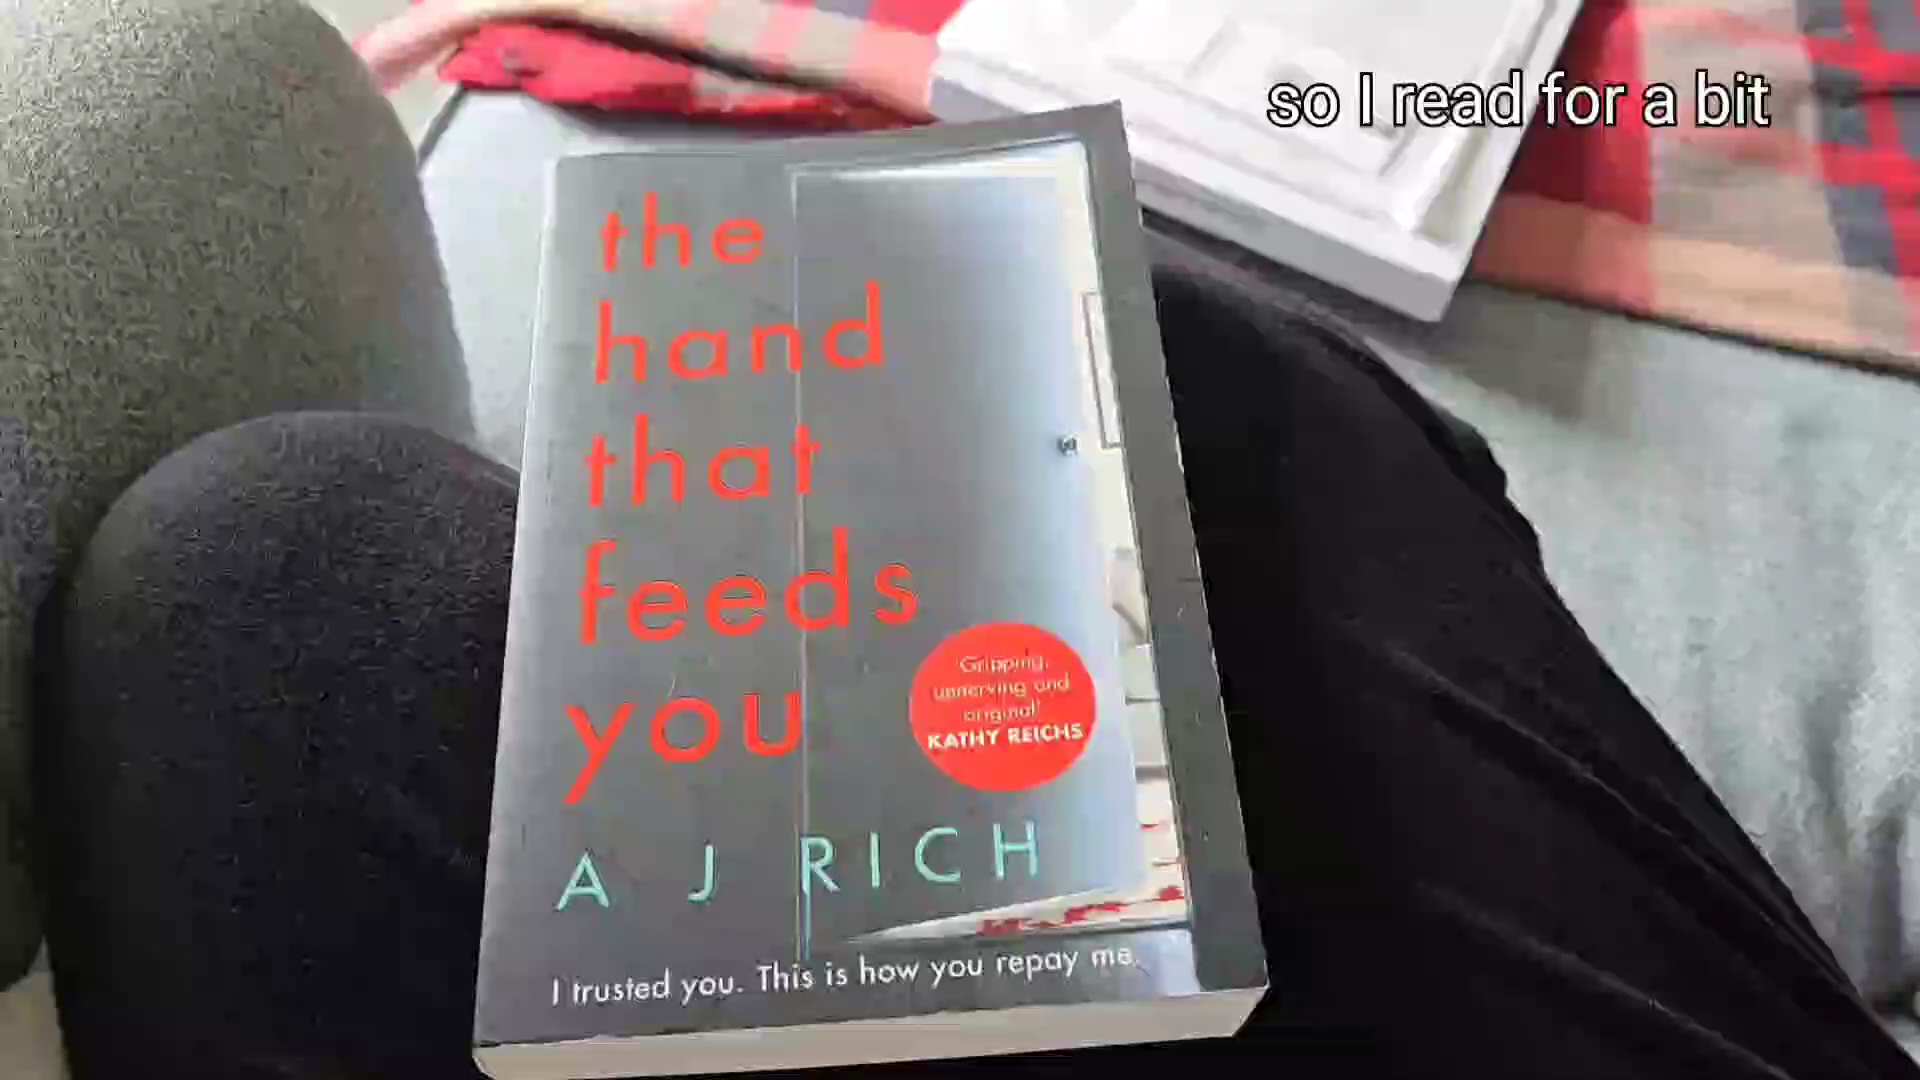 so I read for a bit
the
hand
that
feeds
you
'Gripping,
unnerving and
original'
KATHY REICHS
A J RICH
I trusted you. This is how you repay me.